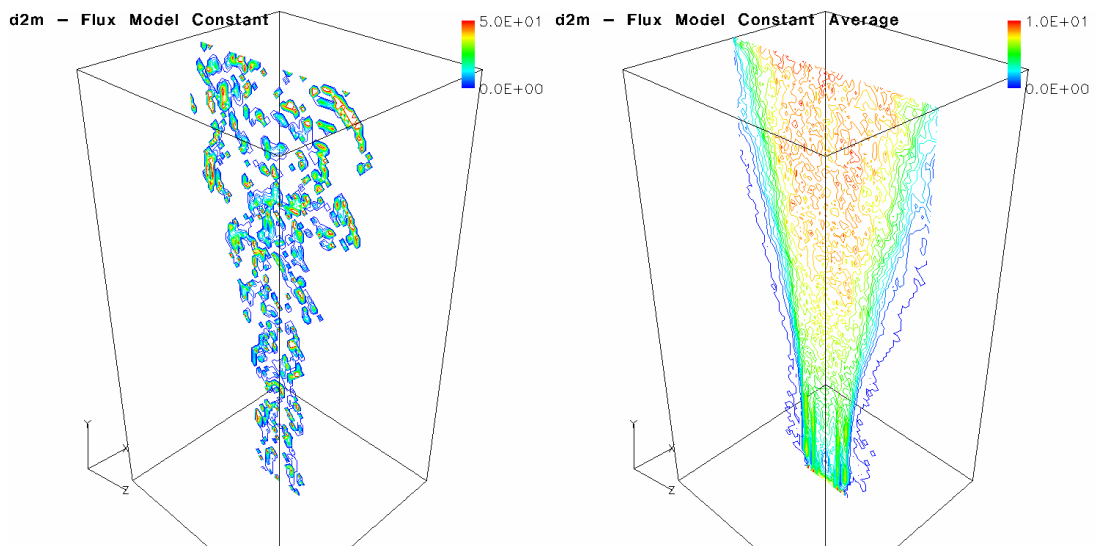 d2m – Flux Model Constant
5.0E+01
0.0E+00
Y
X
Z
d2m – Flux Model Constant Average
1.0E+01
0.0E+00
Y
X
Z